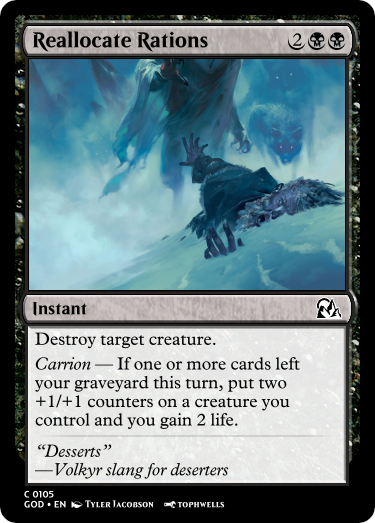 Reallocate Rations 2
Instant
Destroy target creature.
Carrion — If one or more cards left
your graveyard this turn, put two
+1/+1 counters on a creature you
control and you gain 2 life.
“Desserts”
—Volkyr slang for deserters
C 0105
GOD • EN Tyler Jacobson TOPHWELLS